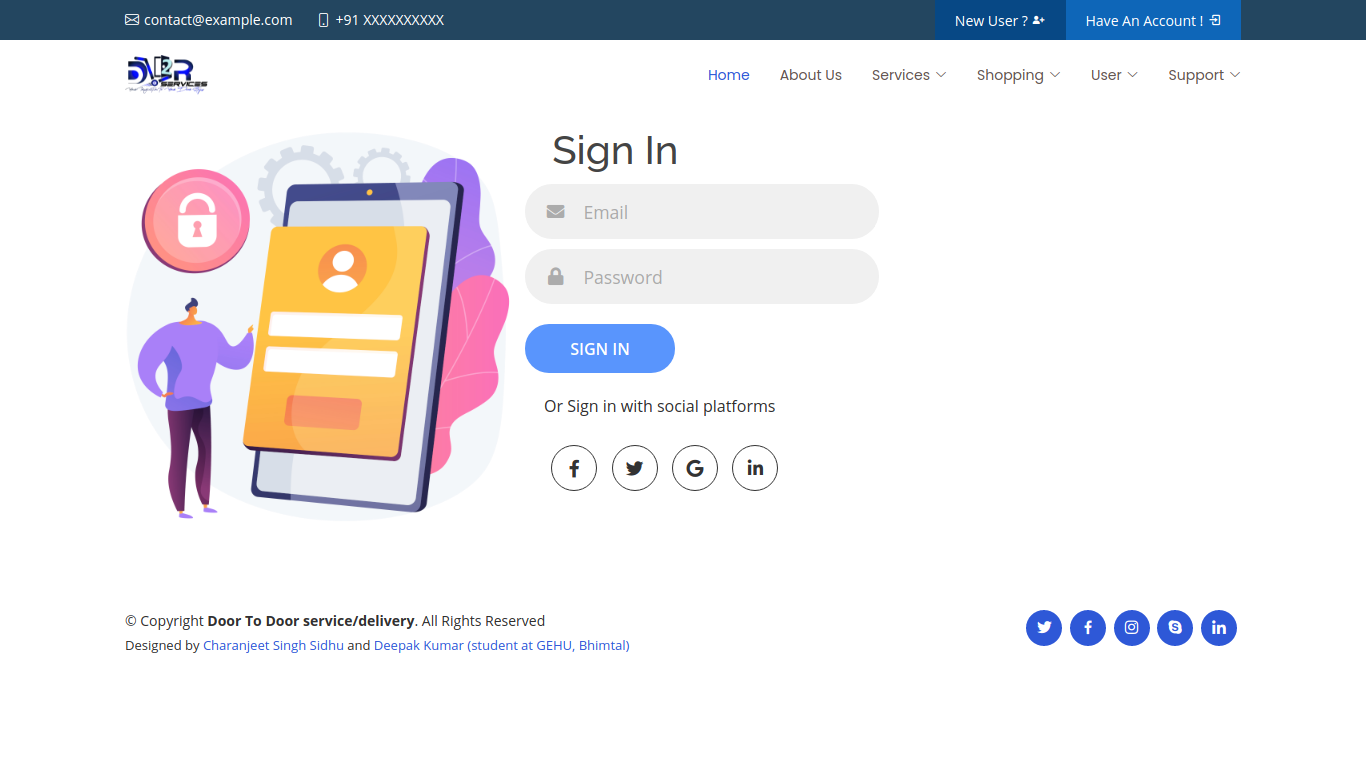 contact@example.com +91 XXXXXXXXXX New User ? Have An Account !
SERVICES
Home About Us Services Shopping User Support
Sign In
Email
Password
SIGN IN
Or Sign in with social platforms
© Copyright Door To Door service/delivery. All Rights Reserved
Designed by Charanjeet Singh Sidhu and Deepak Kumar (student at GEHU, Bhimtal)